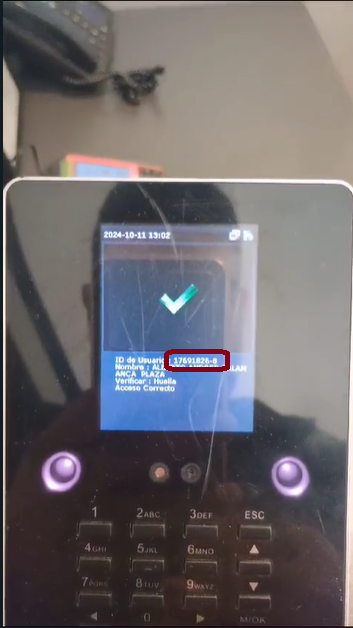 2024-10-11 13:02
ID de Usuario : 17691826-8
Nombre :
ANCA PLAZA
Verificar : Huella
Acceso Correcto
1 2ABC 3DEF ESC
4GHI 5JKL 6MNO ▲
7PQRS 8TUV 9WXYZ ▼
◀ 0 ▶ M/OK